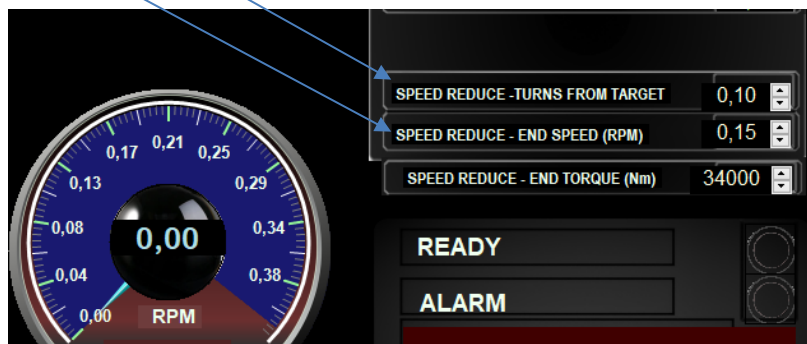 SPEED REDUCE -TURNS FROM TARGET 0,10
SPEED REDUCE - END SPEED (RPM) 0,15
SPEED REDUCE - END TORQUE (Nm) 34000
0,17 0,21 0,25
0,13 0,29
0,08 0,00 0,34
0,04 0,38
0,00 RPM
READY
ALARM